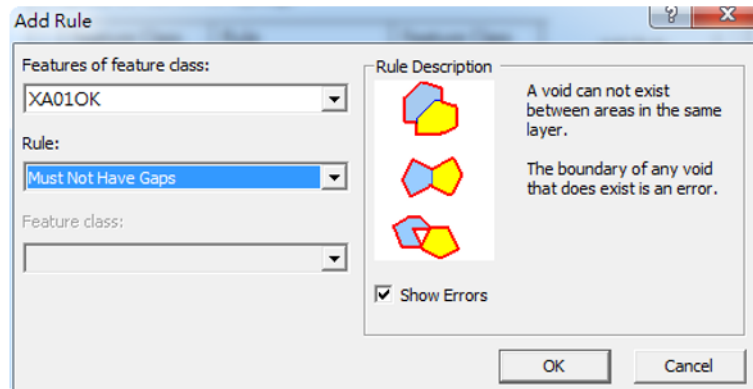 Add Rule
Features of feature class:
XA01OK
Rule:
Must Not Have Gaps
Feature class:
Rule Description
A void can not exist
between areas in the same
layer.
The boundary of any void
that does exist is an error.
Show Errors
OK
Cancel